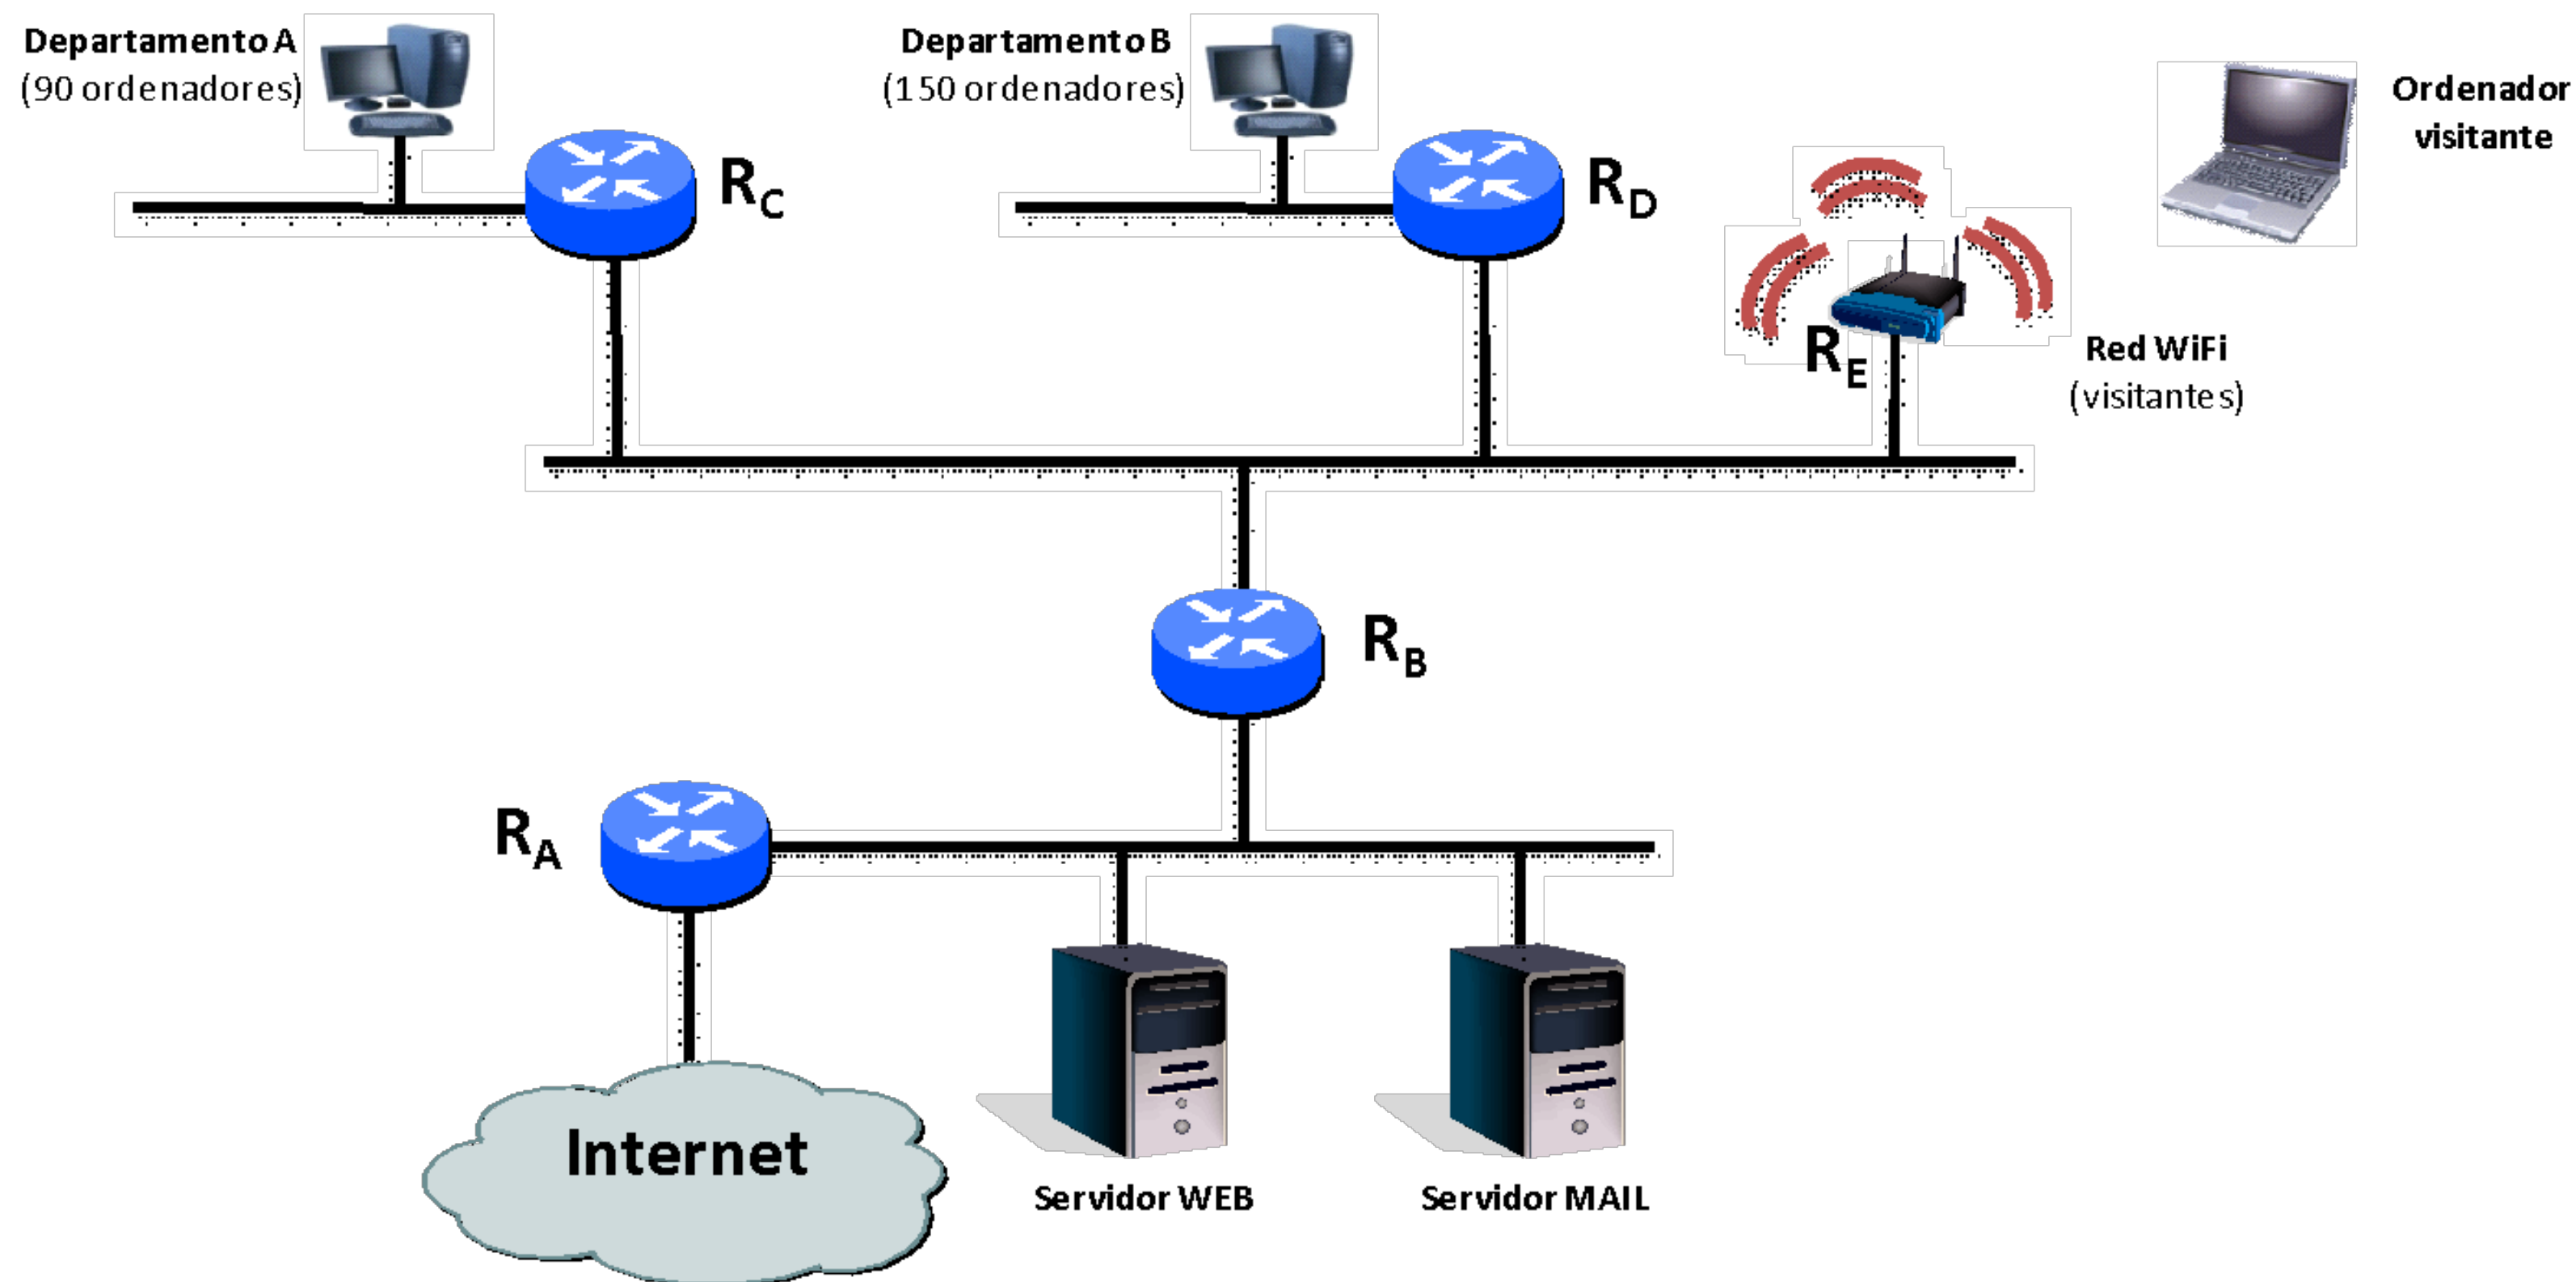 Departamento A
(90 ordenadores)
Departamento B
(150 ordenadores)
Ordenador
visitante
RC
RD
RE
Red WiFi
(visitantes)
RB
RA
Internet
Servidor WEB
Servidor MAIL